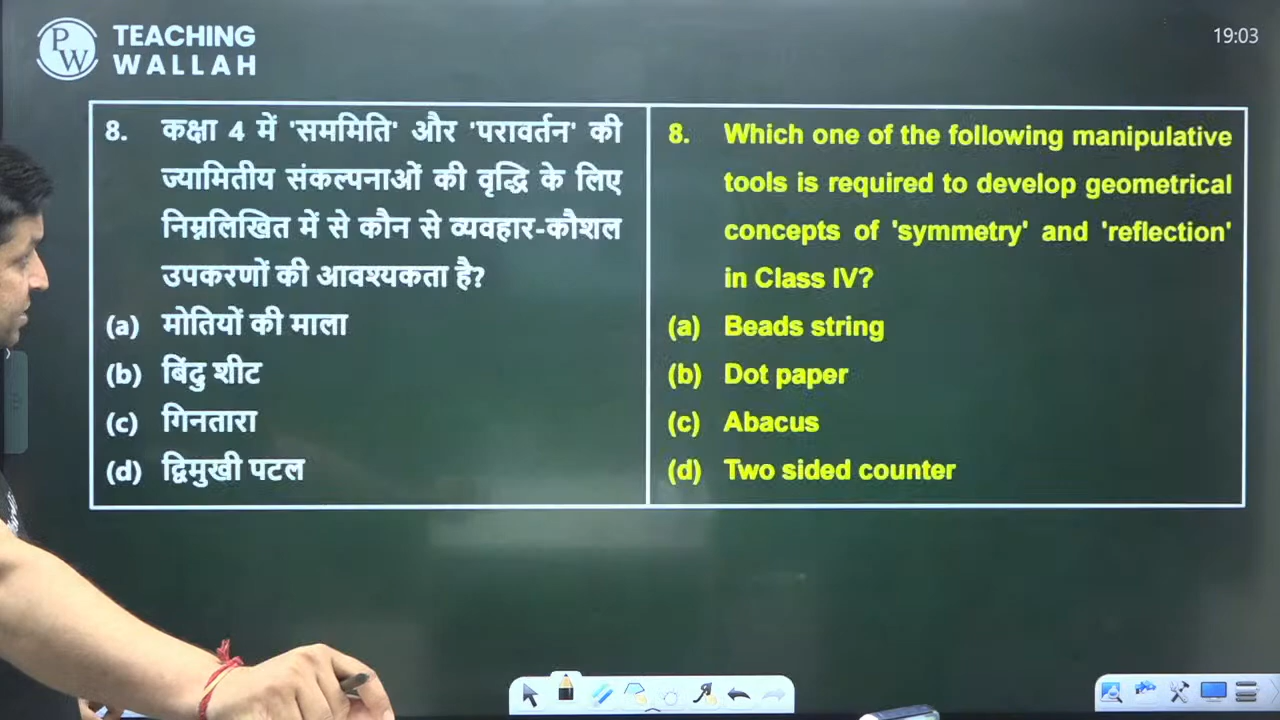 PW
TEACHING
WALLAH
19:03
8. कक्षा 4 में 'सममिति' और 'परावर्तन' की
ज्यामितीय संकल्पनाओं की वृद्धि के लिए
निम्नलिखित में से कौन से व्यवहार-कौशल
उपकरणों की आवश्यकता है?
(a) मोतियों की माला
(b) बिंदु शीट
(c) गिनतारा
(d) द्विमुखी पटल
8. Which one of the following manipulative
tools is required to develop geometrical
concepts of 'symmetry' and 'reflection'
in Class IV?
(a) Beads string
(b) Dot paper
(c) Abacus
(d) Two sided counter